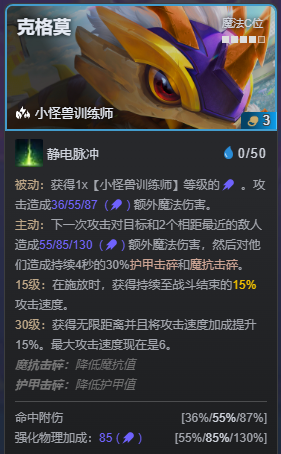 克格莫
魔法C位
小怪兽训练师
3
静电脉冲
0/50
被动：获得1x【小怪兽训练师】等级的 。攻
击造成36/55/87（ ）额外魔法伤害。
主动：下一次攻击对目标和2个相距最近的敌人
造成55/85/130（ ）额外魔法伤害，然后对他
们造成持续4秒的30%护甲击碎和魔抗击碎。
15级：在施放时，获得持续至战斗结束的15%
攻击速度。
30级：获得无限距离并且将攻击速度加成提升
15%。最大攻击速度现在是6。
魔抗击碎：降低魔抗值
护甲击碎：降低护甲值
命中附伤 [36%/55%/87%]
强化物理加成：85（ ） [55%/85%/130%]